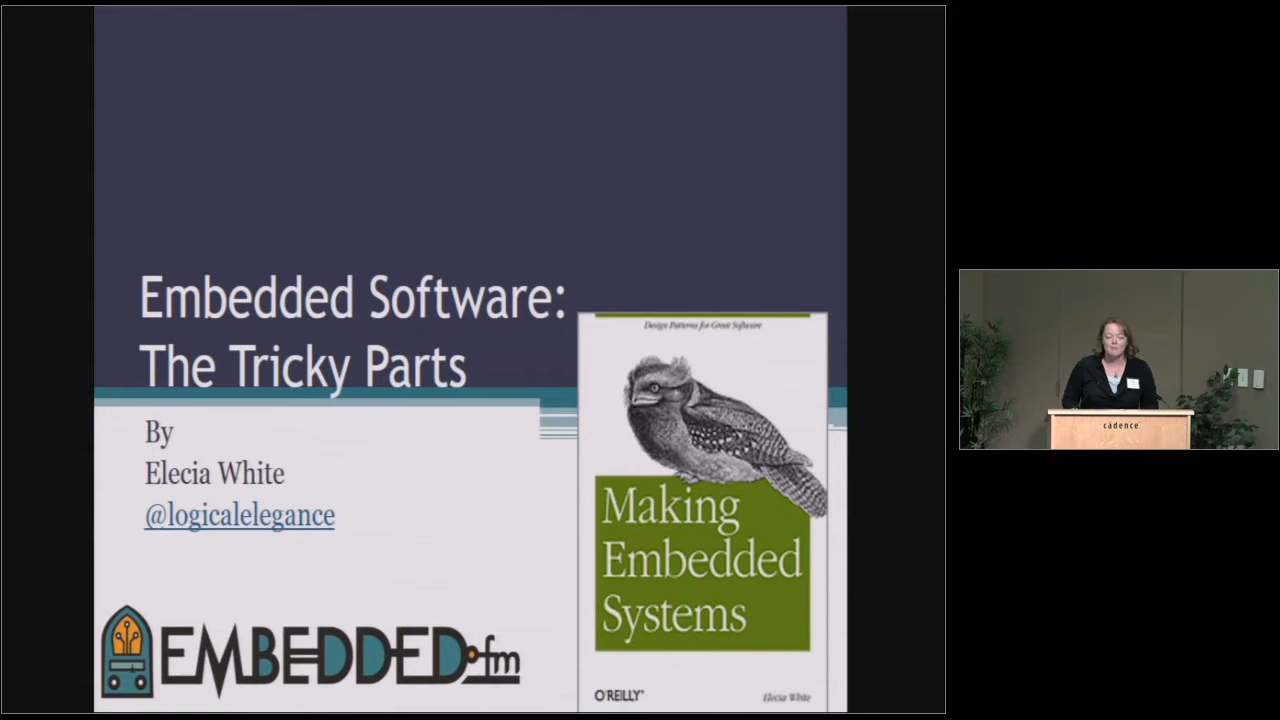 Embedded Software:
The Tricky Parts
By
Elecia White
@logicalelegance
EMBEDDED.fm
Design Patterns for Great Software
Making
Embedded
Systems
O'REILLY®
Elecia White
cādence